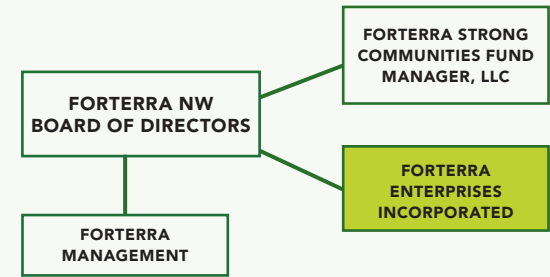 FORTERRA STRONG
COMMUNITIES FUND
MANAGER, LLC
FORTERRA NW
BOARD OF DIRECTORS
FORTERRA
ENTERPRISES
INCORPORATED
FORTERRA
MANAGEMENT